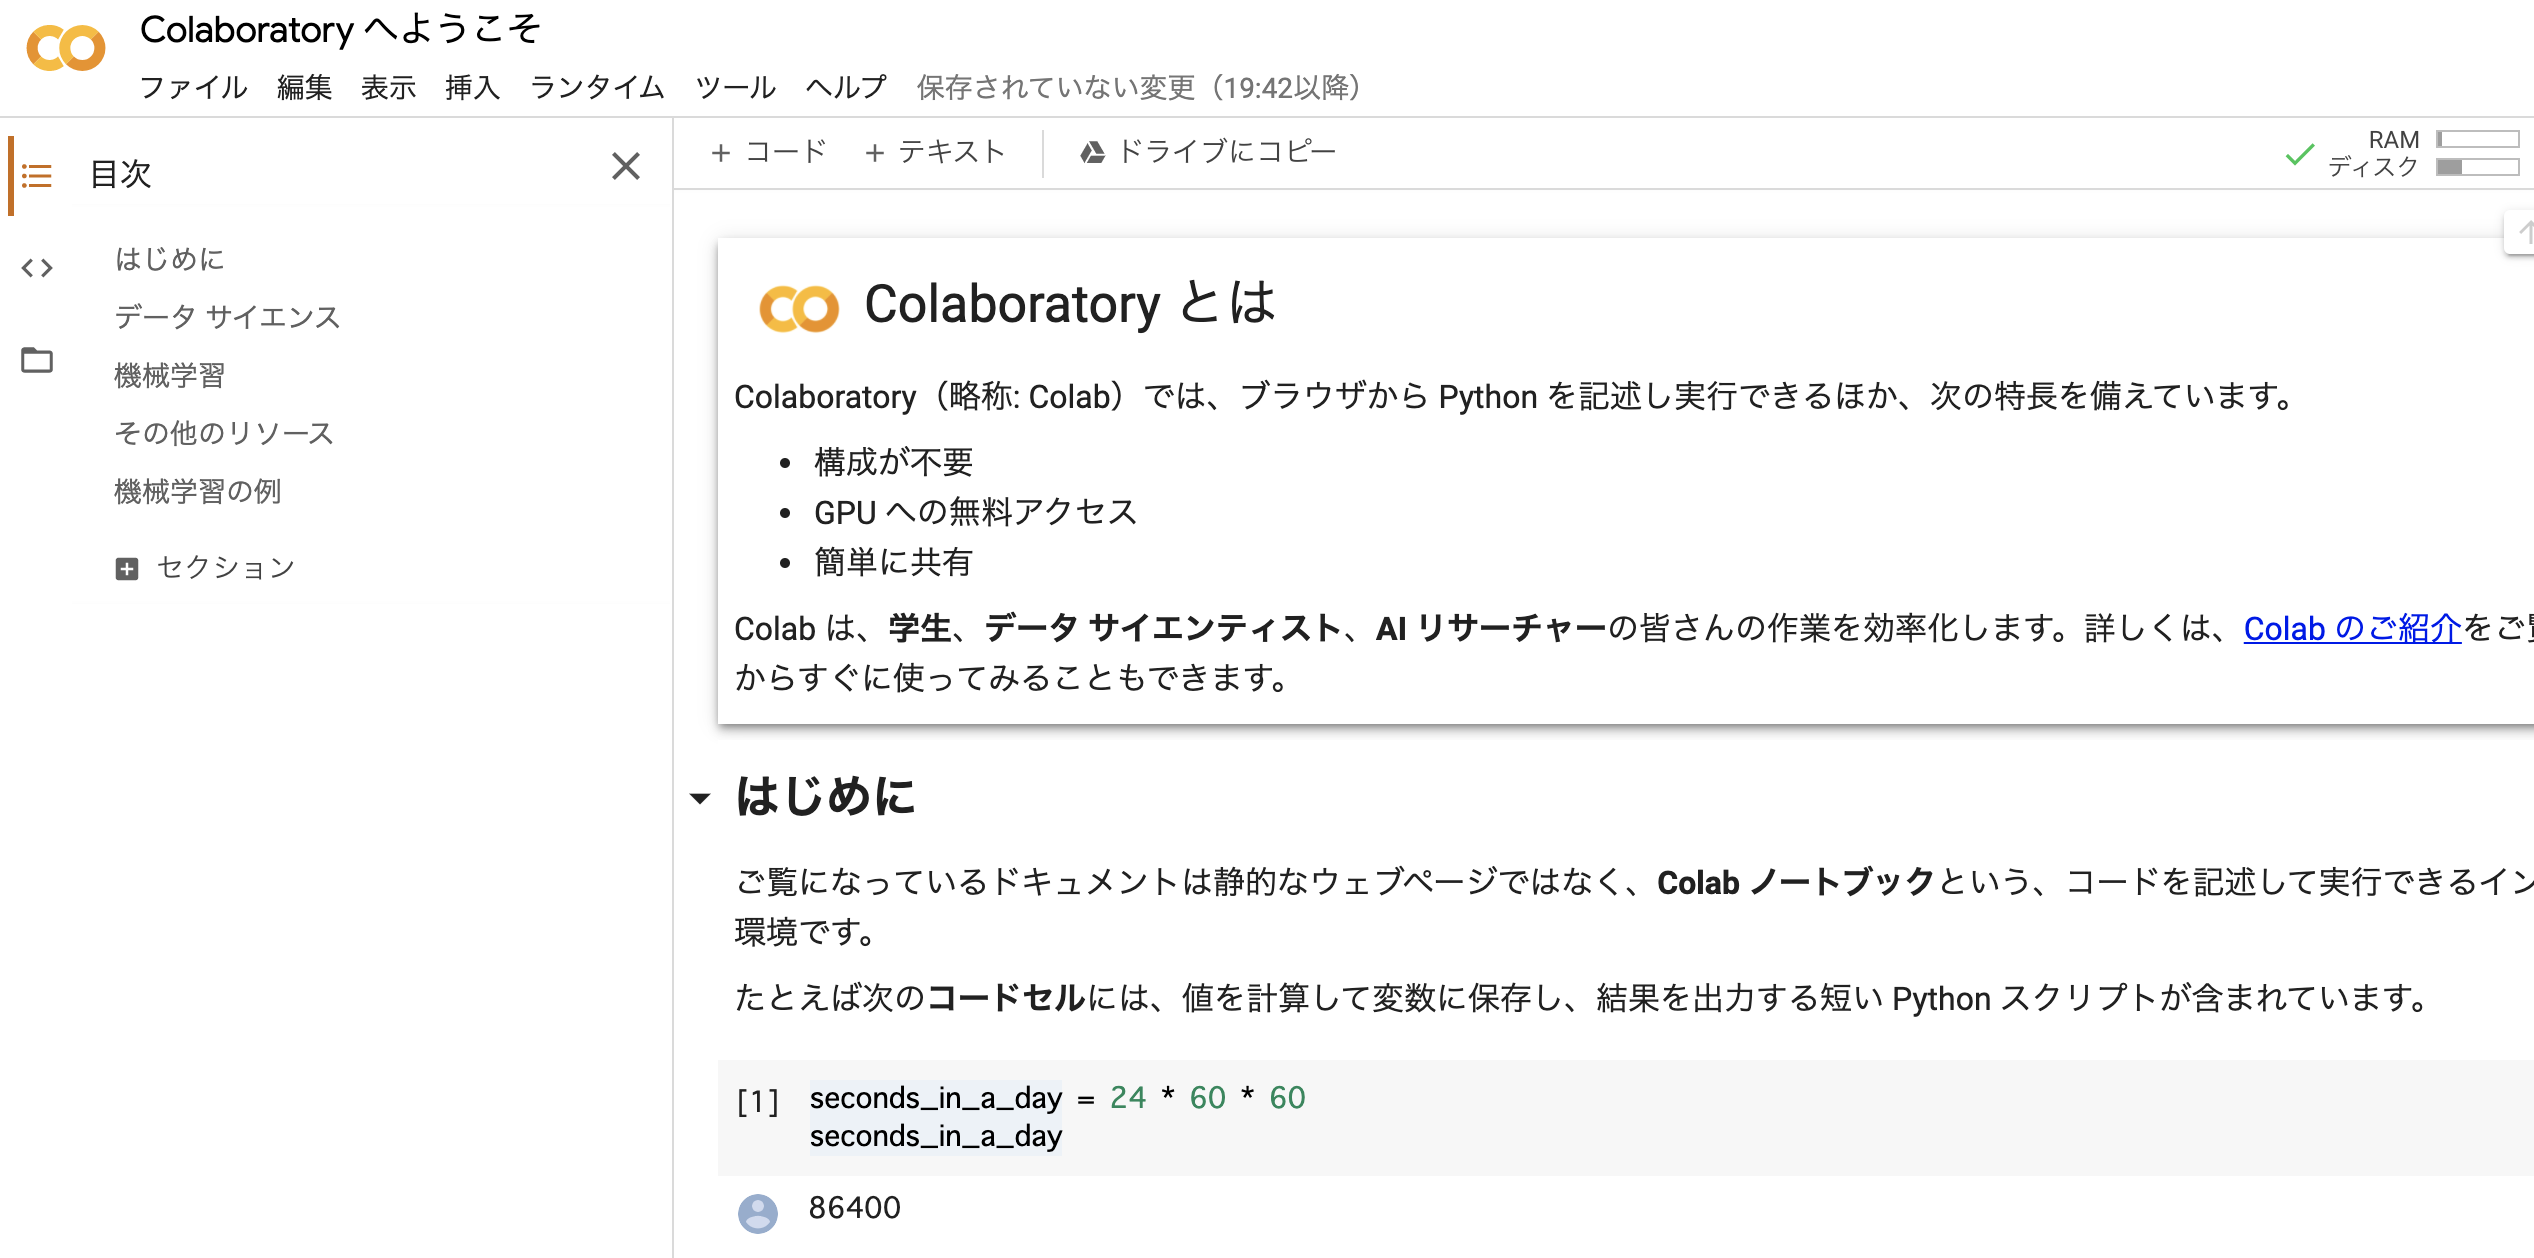 Colaboratory へようこそ
ファイル 編集 表示 挿入 ランタイム ツール ヘルプ 保存されていない変更（19:42以降）
目次
はじめに
データ サイエンス
機械学習
その他のリソース
機械学習の例
セクション
+ コード + テキスト ドライブにコピー
RAM
ディスク
Colaboratory とは
Colaboratory（略称: Colab）では、ブラウザから Python を記述し実行できるほか、次の特長を備えています。
• 構成が不要
• GPU への無料アクセス
• 簡単に共有
Colab は、学生、データ サイエンティスト、AI リサーチャーの皆さんの作業を効率化します。詳しくは、Colab のご紹介をご
からすぐに使ってみることもできます。
はじめに
ご覧になっているドキュメントは静的なウェブページではなく、Colab ノートブックという、コードを記述して実行できるイン
環境です。
たとえば次のコードセルには、値を計算して変数に保存し、結果を出力する短い Python スクリプトが含まれています。
[1] seconds_in_a_day = 24 * 60 * 60
seconds_in_a_day
86400